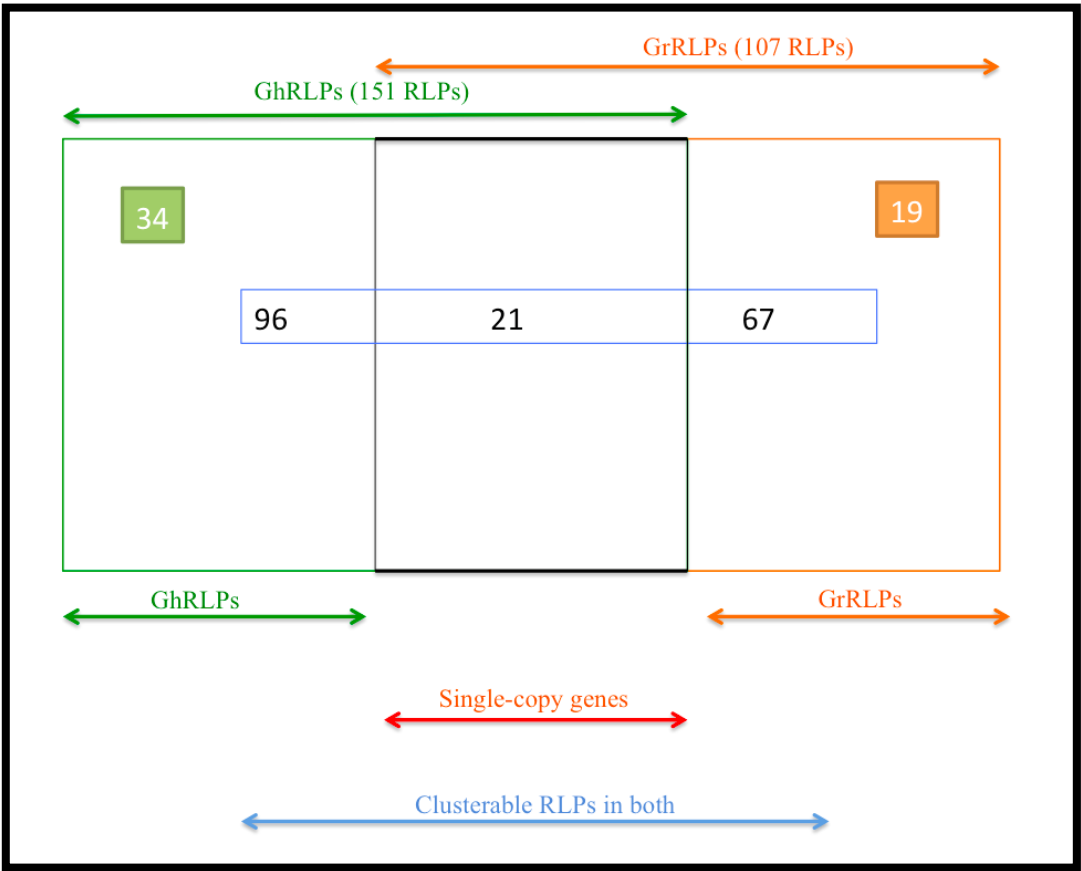 GrRLPs (107 RLPs)
GhRLPs (151 RLPs)
34
19
96 21 67
GhRLPs
GrRLPs
Single-copy genes
Clusterable RLPs in both